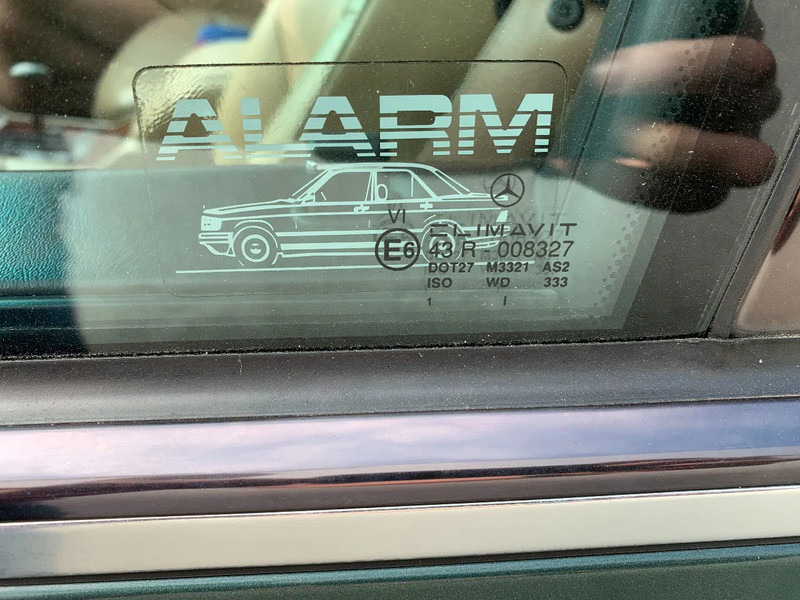 ALARM
VI CLIMAVIT
E6 43 R - 008327
DOT27 M3321 AS2
ISO WD 333
1 I